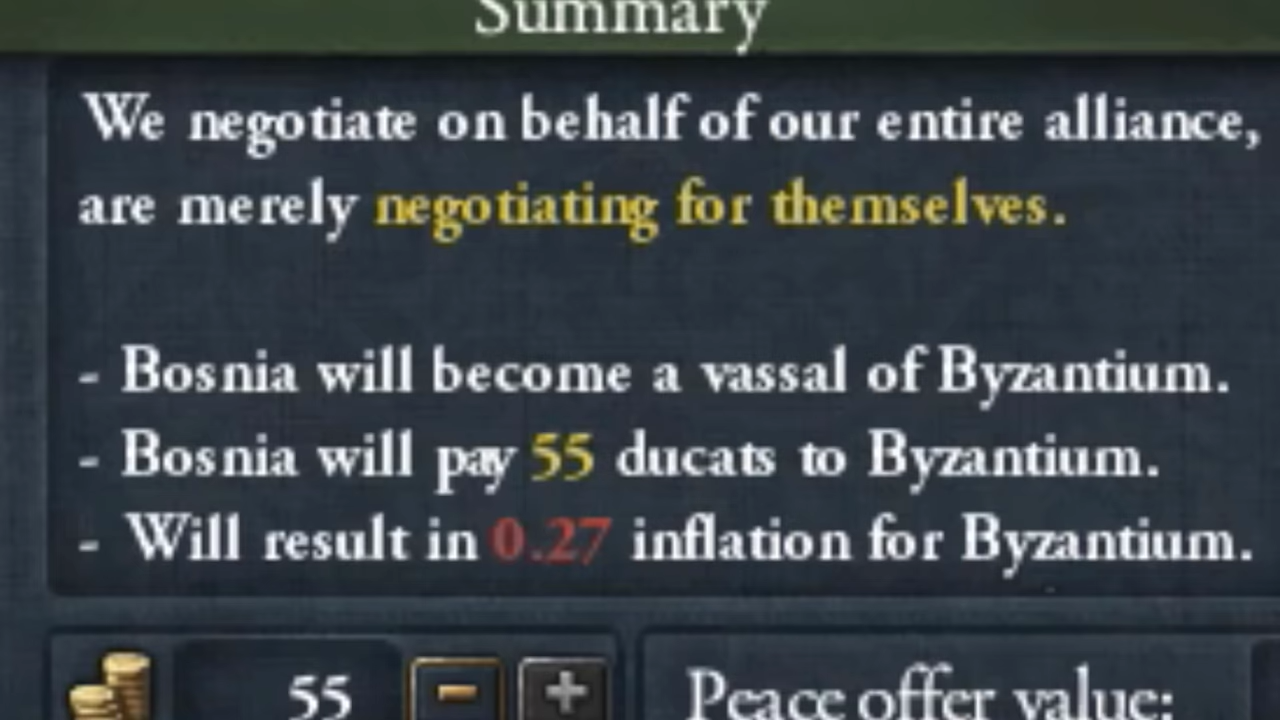 Summary
We negotiate on behalf of our entire alliance,
are merely negotiating for themselves.
- Bosnia will become a vassal of Byzantium.
- Bosnia will pay 55 ducats to Byzantium.
- Will result in 0.27 inflation for Byzantium.
55 - +
Peace offer value: